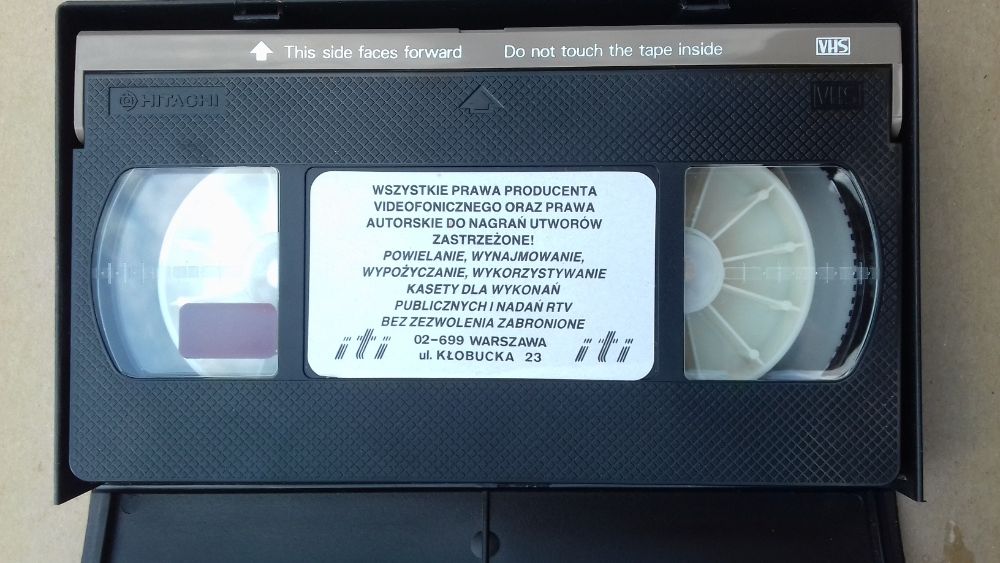 This side faces forward Do not touch the tape inside VHS
HITACHI VHS
WSZYSTKIE PRAWA PRODUCENTA
VIDEOFONICZNEGO ORAZ PRAWA
AUTORSKIE DO NAGRAŃ UTWORÓW
ZASTRZEŻONE!
POWIELANIE, WYNAJMOWANIE,
WYPOŻYCZANIE, WYKORZYSTYWANIE
KASETY DLA WYKONAŃ
PUBLICZNYCH I NADAŃ RTV
BEZ ZEZWOLENIA ZABRONIONE
iti 02-699 WARSZAWA iti
ul. KŁOBUCKA 23